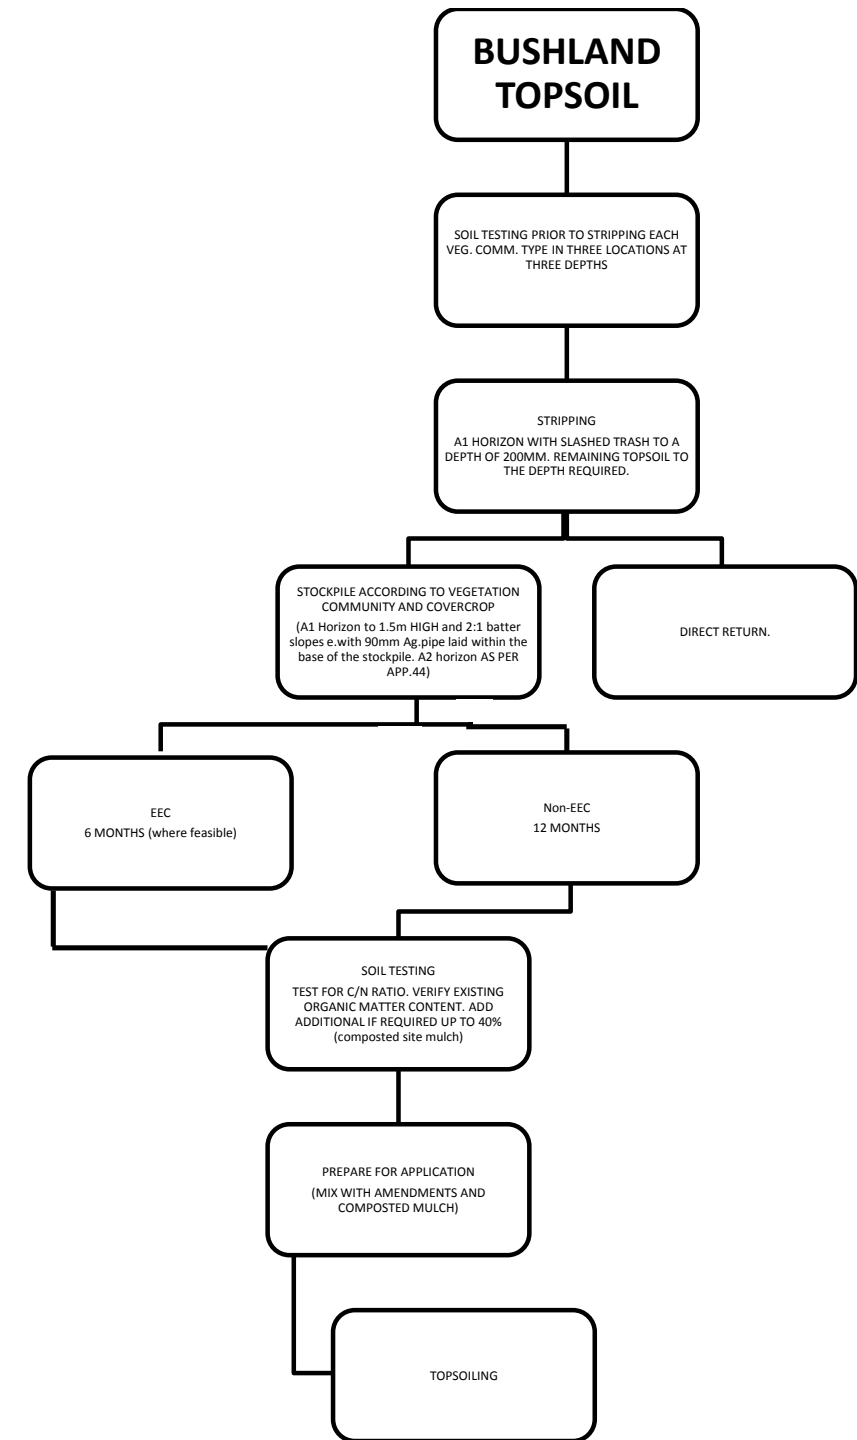 BUSHLAND
TOPSOIL
SOIL TESTING PRIOR TO STRIPPING EACH
VEG. COMM. TYPE IN THREE LOCATIONS AT
THREE DEPTHS
STRIPPING
A1 HORIZON WITH SLASHED TRASH TO A
DEPTH OF 200MM. REMAINING TOPSOIL TO
THE DEPTH REQUIRED.
STOCKPILE ACCORDING TO VEGETATION
COMMUNITY AND COVERCROP
(A1 Horizon to 1.5m HIGH and 2:1 batter
slopes e.with 90mm Ag.pipe laid within the
base of the stockpile. A2 horizon AS PER
APP.44)
DIRECT RETURN.
EEC
6 MONTHS (where feasible)
Non-EEC
12 MONTHS
SOIL TESTING
TEST FOR C/N RATIO. VERIFY EXISTING
ORGANIC MATTER CONTENT. ADD
ADDITIONAL IF REQUIRED UP TO 40%
(composted site mulch)
PREPARE FOR APPLICATION
(MIX WITH AMENDMENTS AND
COMPOSTED MULCH)
TOPSOILING